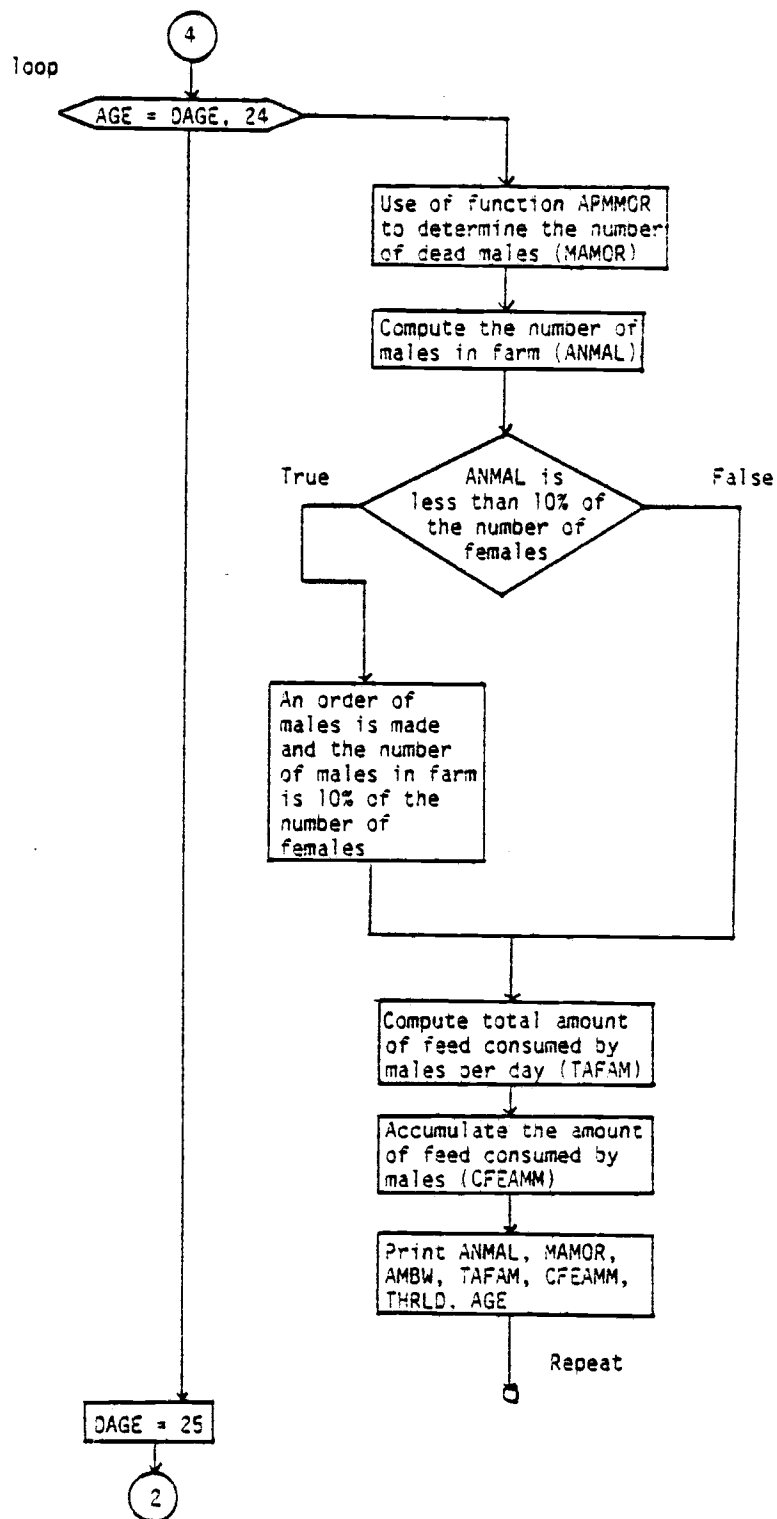 4
loop
AGE = DAGE, 24
Use of function APMMOR
to determine the number
of dead males (MAMOR)
Compute the number of
males in farm (ANMAL)
True
ANMAL is
less than 10% of
the number of
females
False
An order of
males is made
and the number
of males in farm
is 10% of the
number of
females
Compute total amount
of feed consumed by
males per day (TAFAM)
Accumulate the amount
of feed consumed by
males (CFEAMM)
Print ANMAL, MAMOR,
AMBW, TAFAM, CFEAMM,
THRLD, AGE
Repeat
DAGE = 25
2